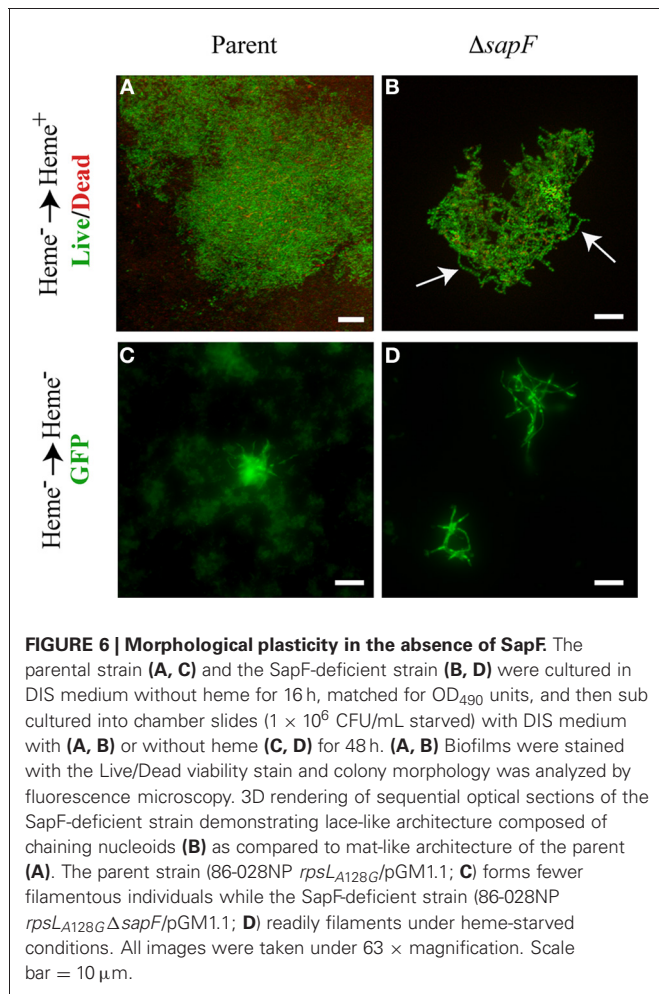 Parent ΔsapF
Heme⁻ → Heme⁺
Live/Dead
A
B
Heme⁻ → Heme⁻
GFP
C
D
FIGURE 6 | Morphological plasticity in the absence of SapF. The
parental strain (A, C) and the SapF-deficient strain (B, D) were cultured in
DIS medium without heme for 16 h, matched for OD₄₉₀ units, and then sub
cultured into chamber slides (1 × 10⁶ CFU/mL starved) with DIS medium
with (A, B) or without heme (C, D) for 48 h. (A, B) Biofilms were stained
with the Live/Dead viability stain and colony morphology was analyzed by
fluorescence microscopy. 3D rendering of sequential optical sections of the
SapF-deficient strain demonstrating lace-like architecture composed of
chaining nucleoids (B) as compared to mat-like architecture of the parent
(A). The parent strain (86-028NP rpsL_A128G/pGM1.1; C) forms fewer
filamentous individuals while the SapF-deficient strain (86-028NP
rpsL_A128GΔsapF/pGM1.1; D) readily filaments under heme-starved
conditions. All images were taken under 63 × magnification. Scale
bar = 10 μm.